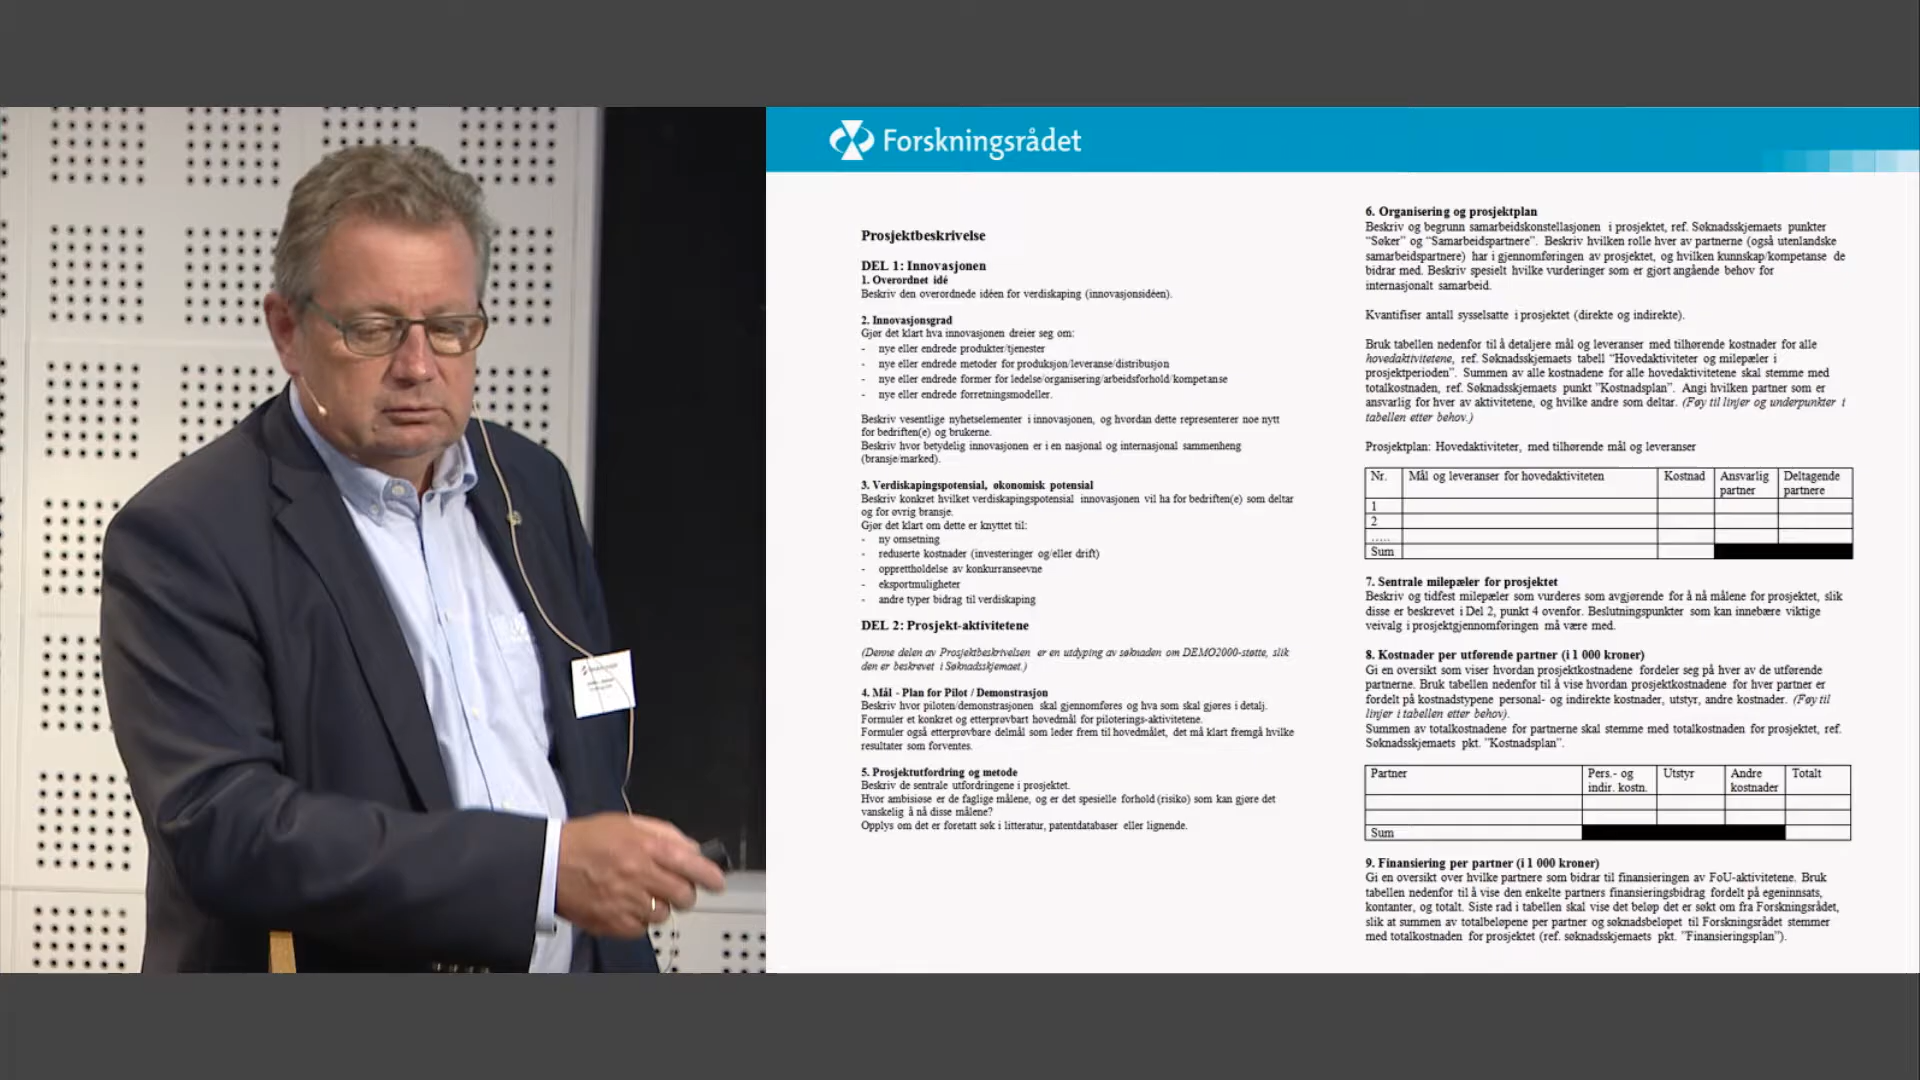 Forskningsrådet
Prosjektbeskrivelse
DEL 1: Innovasjonen
1. Overordnet idé
Beskriv den overordnede idéen for verdiskaping (innovasjonsidéen).
2. Innovasjonsgrad
Gjør det klart hva innovasjonen dreier seg om:
- nye eller endrede produkter/tjenester
- nye eller endrede metoder for produksjon/leveranse/distribusjon
- nye eller endrede former for ledelse/organisering/arbeidsforhold/kompetanse
- nye eller endrede forretningsmodeller.
Beskriv vesentlige nyhetselementer i innovasjonen, og hvordan dette representerer noe nytt
for bedriften(e) og brukerne.
Beskriv hvor betydelig innovasjonen er i en nasjonal og internasjonal sammenheng
(bransje/marked).
3. Verdiskapingspotensial, økonomisk potensial
Beskriv konkret hvilket verdiskapingspotensial innovasjonen vil ha for bedriften(e) som deltar
og for øvrig bransje.
Gjør det klart om dette er knyttet til:
- ny omsetning
- reduserte kostnader (investeringer og/eller drift)
- opprettholdelse av konkurranseevne
- eksportmuligheter
- andre typer bidrag til verdiskaping
DEL 2: Prosjekt-aktivitetene
(Denne delen av Prosjektbeskrivelsen er en utdyping av søknaden om DEMO2000-støtte, slik
den er beskrevet i Søknadsskjemaet.)
4. Mål - Plan for Pilot / Demonstrasjon
Beskriv hvor piloten/demonstrasjonen skal gjennomføres og hva som skal gjøres i detalj.
Formuler et konkret og etterprøvbart hovedmål for piloterings-aktivitetene.
Formuler også etterprøvbare delmål som leder frem til hovedmålet, det må klart fremgå hvilke
resultater som forventes.
5. Prosjektutfordring og metode
Beskriv de sentrale utfordringene i prosjektet.
Hvor ambisiøse er de faglige målene, og er det spesielle forhold (risiko) som kan gjøre det
vanskelig å nå disse målene?
Opplys om det er foretatt søk i litteratur, patentdatabaser eller lignende.
6. Organisering og prosjektplan
Beskriv og begrunn samarbeidskonstellasjonen i prosjektet, ref. Søknadsskjemaets punkter
"Søker" og "Samarbeidspartnere". Beskriv hvilken rolle hver av partnerne (også utenlandske
samarbeidspartnere) har i gjennomføringen av prosjektet, og hvilken kunnskap/kompetanse de
bidrar med. Beskriv spesielt hvilke vurderinger som er gjort angående behov for
internasjonalt samarbeid.
Kvantifiser antall sysselsatte i prosjektet (direkte og indirekte).
Bruk tabellen nedenfor til å detaljere mål og leveranser med tilhørende kostnader for alle
hovedaktivitetene, ref. Søknadsskjemaets tabell "Hovedaktiviteter og milepæler i
prosjektperioden". Summen av alle kostnadene for alle hovedaktivitetene skal stemme med
totalkostnaden, ref. Søknadsskjemaets punkt "Kostnadsplan". Angi hvilken partner som er
ansvarlig for hver av aktivitetene, og hvilke andre som deltar. (Føy til linjer og underpunkter i
tabellen etter behov.)
Prosjektplan: Hovedaktiviteter, med tilhørende mål og leveranser
Nr. Mål og leveranser for hovedaktiviteten Kostnad Ansvarlig Deltagende
partner partnere
1
2
.....
Sum
7. Sentrale milepæler for prosjektet
Beskriv og tidfest milepæler som vurderes som avgjørende for å nå målene for prosjektet, slik
disse er beskrevet i Del 2, punkt 4 ovenfor. Beslutningspunkter som kan innebære viktige
veivalg i prosjektgjennomføringen må være med.
8. Kostnader per utførende partner (i 1 000 kroner)
Gi en oversikt som viser hvordan prosjektkostnadene fordeler seg på hver av de utførende
partnerne. Bruk tabellen nedenfor til å vise hvordan prosjektkostnadene for hver partner er
fordelt på kostnadstypene personal- og indirekte kostnader, utstyr, andre kostnader. (Føy til
linjer i tabellen etter behov).
Summen av totalkostnadene for partnerne skal stemme med totalkostnaden for prosjektet, ref.
Søknadsskjemaets pkt. "Kostnadsplan".
Partner Pers.- og Utstyr Andre Totalt
indir. kostn. kostnader
Sum
9. Finansiering per partner (i 1 000 kroner)
Gi en oversikt over hvilke partnere som bidrar til finansieringen av FoU-aktivitetene. Bruk
tabellen nedenfor til å vise den enkelte partners finansieringsbidrag fordelt på egeninnsats,
kontanter, og totalt. Siste rad i tabellen skal vise det beløp det er søkt om fra Forskningsrådet,
slik at summen av totalbeløpene per partner og søknadsbeløpet til Forskningsrådet stemmer
med totalkostnaden for prosjektet (ref. søknadsskjemaets pkt. "Finansieringsplan").